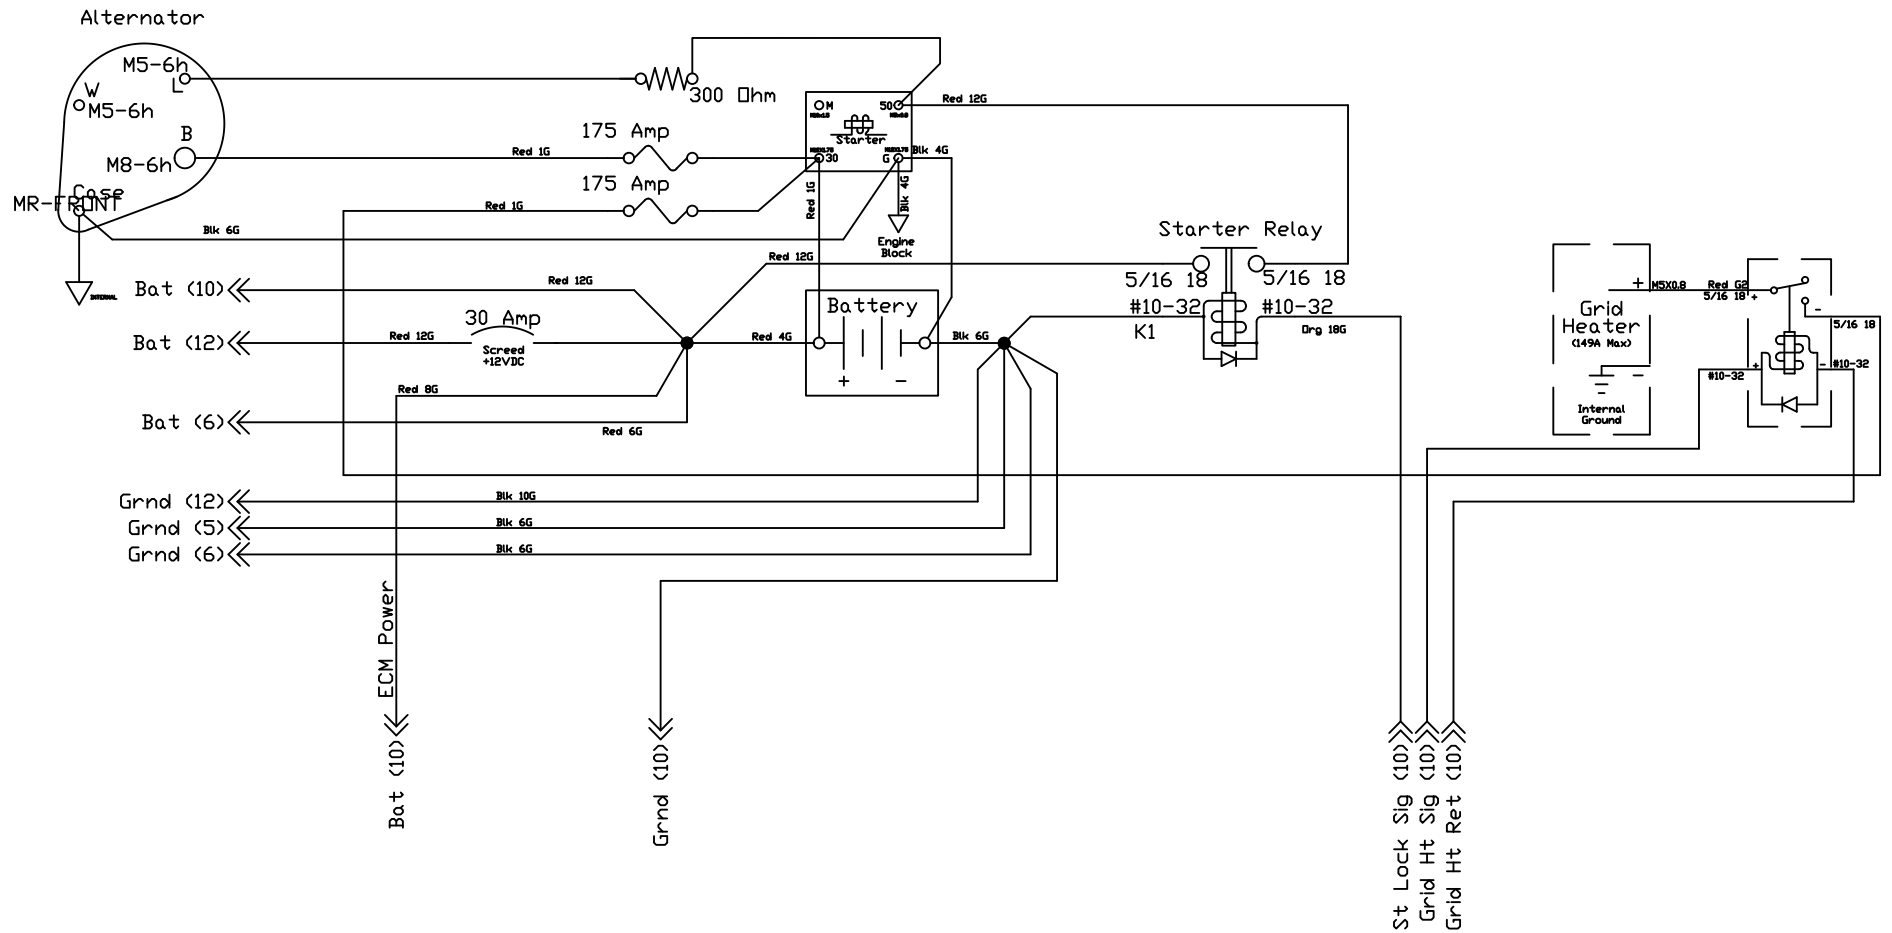 Alternator
M5-6h
L
W
M5-6h
B
M8-6h
Case
MR-FRONT
INTERNAL
300 Ohm
175 Amp
Red 1G
175 Amp
Red 1G
Blk 6G
M
50
Starter
30
G
Red 12G
Blk 4G
Red 1G
Blk 4G
Engine
Block
Red 12G
Starter Relay
5/16 18
5/16 18
#10-32
#10-32
K1
Org 18G
Bat (10)
Red 12G
Bat (12)
Red 12G
30 Amp
Screed
+12VDC
Red 4G
Battery
+
-
Blk 6G
Red 8G
Bat (6)
Red 6G
Grnd (12)
Blk 10G
Grnd (5)
Blk 6G
Grnd (6)
Blk 6G
ECM Power
Bat (10)
Grnd (10)
+
M5X0.8
Red G2
5/16 18
+
-
5/16 18
Grid
Heater
(149A Max)
-
Internal
Ground
+
#10-32
-
#10-32
St Lock Sig (10)
Grid Ht Sig (10)
Grid Ht Ret (10)